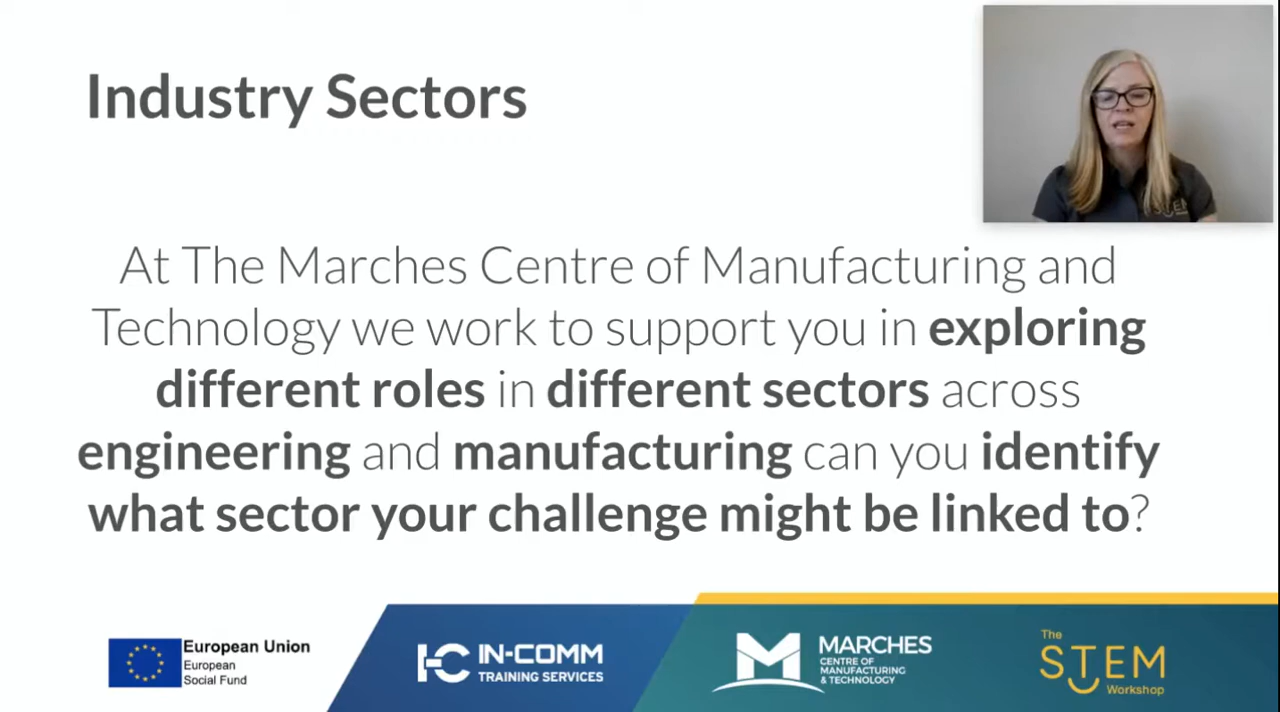 Industry Sectors
STEM
At The Marches Centre of Manufacturing and
Technology we work to support you in exploring
different roles in different sectors across
engineering and manufacturing can you identify
what sector your challenge might be linked to?
European Union
European
Social Fund
IN-COMM
TRAINING SERVICES
MARCHES
CENTRE OF
MANUFACTURING
& TECHNOLOGY
The
STEM
Workshop